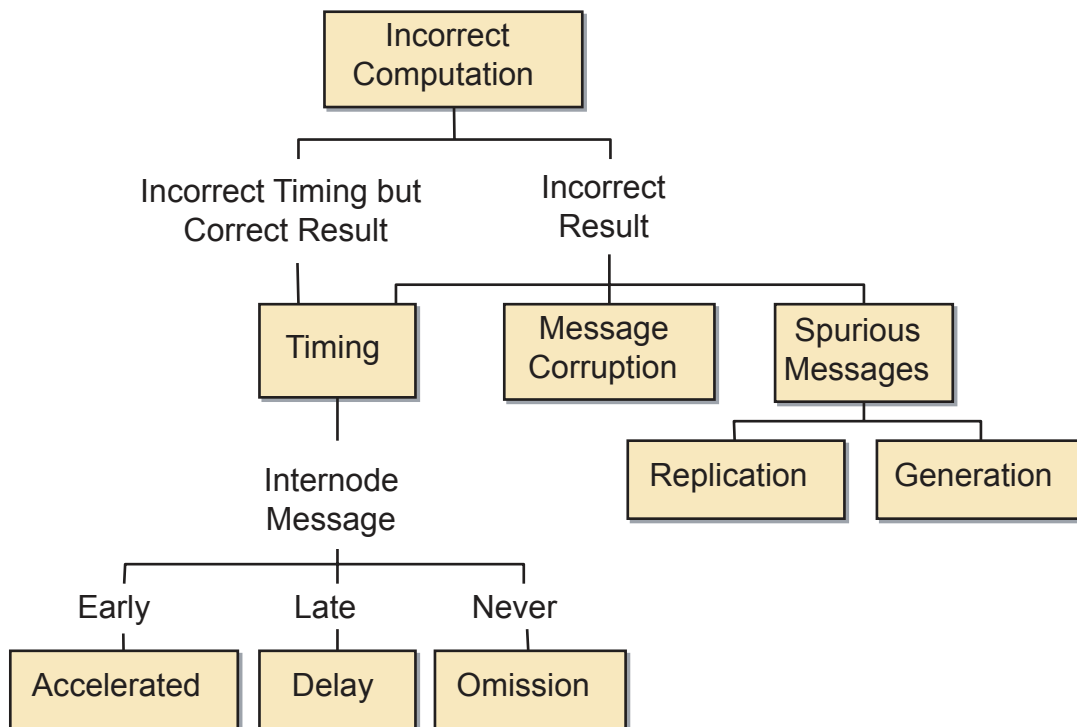 Incorrect
Computation
Incorrect Timing but
Correct Result
Incorrect
Result
Timing
Message
Corruption
Spurious
Messages
Replication
Generation
Internode
Message
Early
Late
Never
Accelerated
Delay
Omission